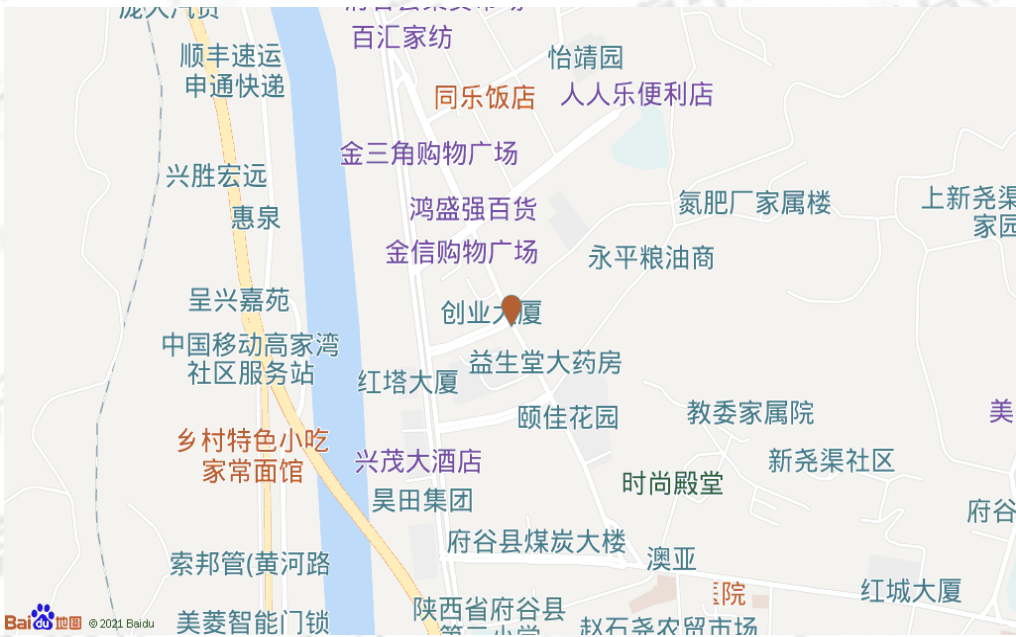 庞大汽贸
百汇家纺
顺丰速运
申通快递
怡靖园
同乐饭店
人人乐便利店
金三角购物广场
兴胜宏远
惠泉
鸿盛强百货
氮肥厂家属楼
上新尧渠
家园
金信购物广场
永平粮油商
呈兴嘉苑
创业大厦
中国移动高家湾
社区服务站
益生堂大药房
红塔大厦
颐佳花园
教委家属院
美
乡村特色小吃
家常面馆
兴茂大酒店
新尧渠社区
时尚殿堂
昊田集团
府谷
府谷县煤炭大楼
澳亚
索邦管(黄河路
红城大厦
医院
陕西省府谷县
美菱智能门锁
赵石尧农贸市场
Bai du 地图 © 2021 Baidu